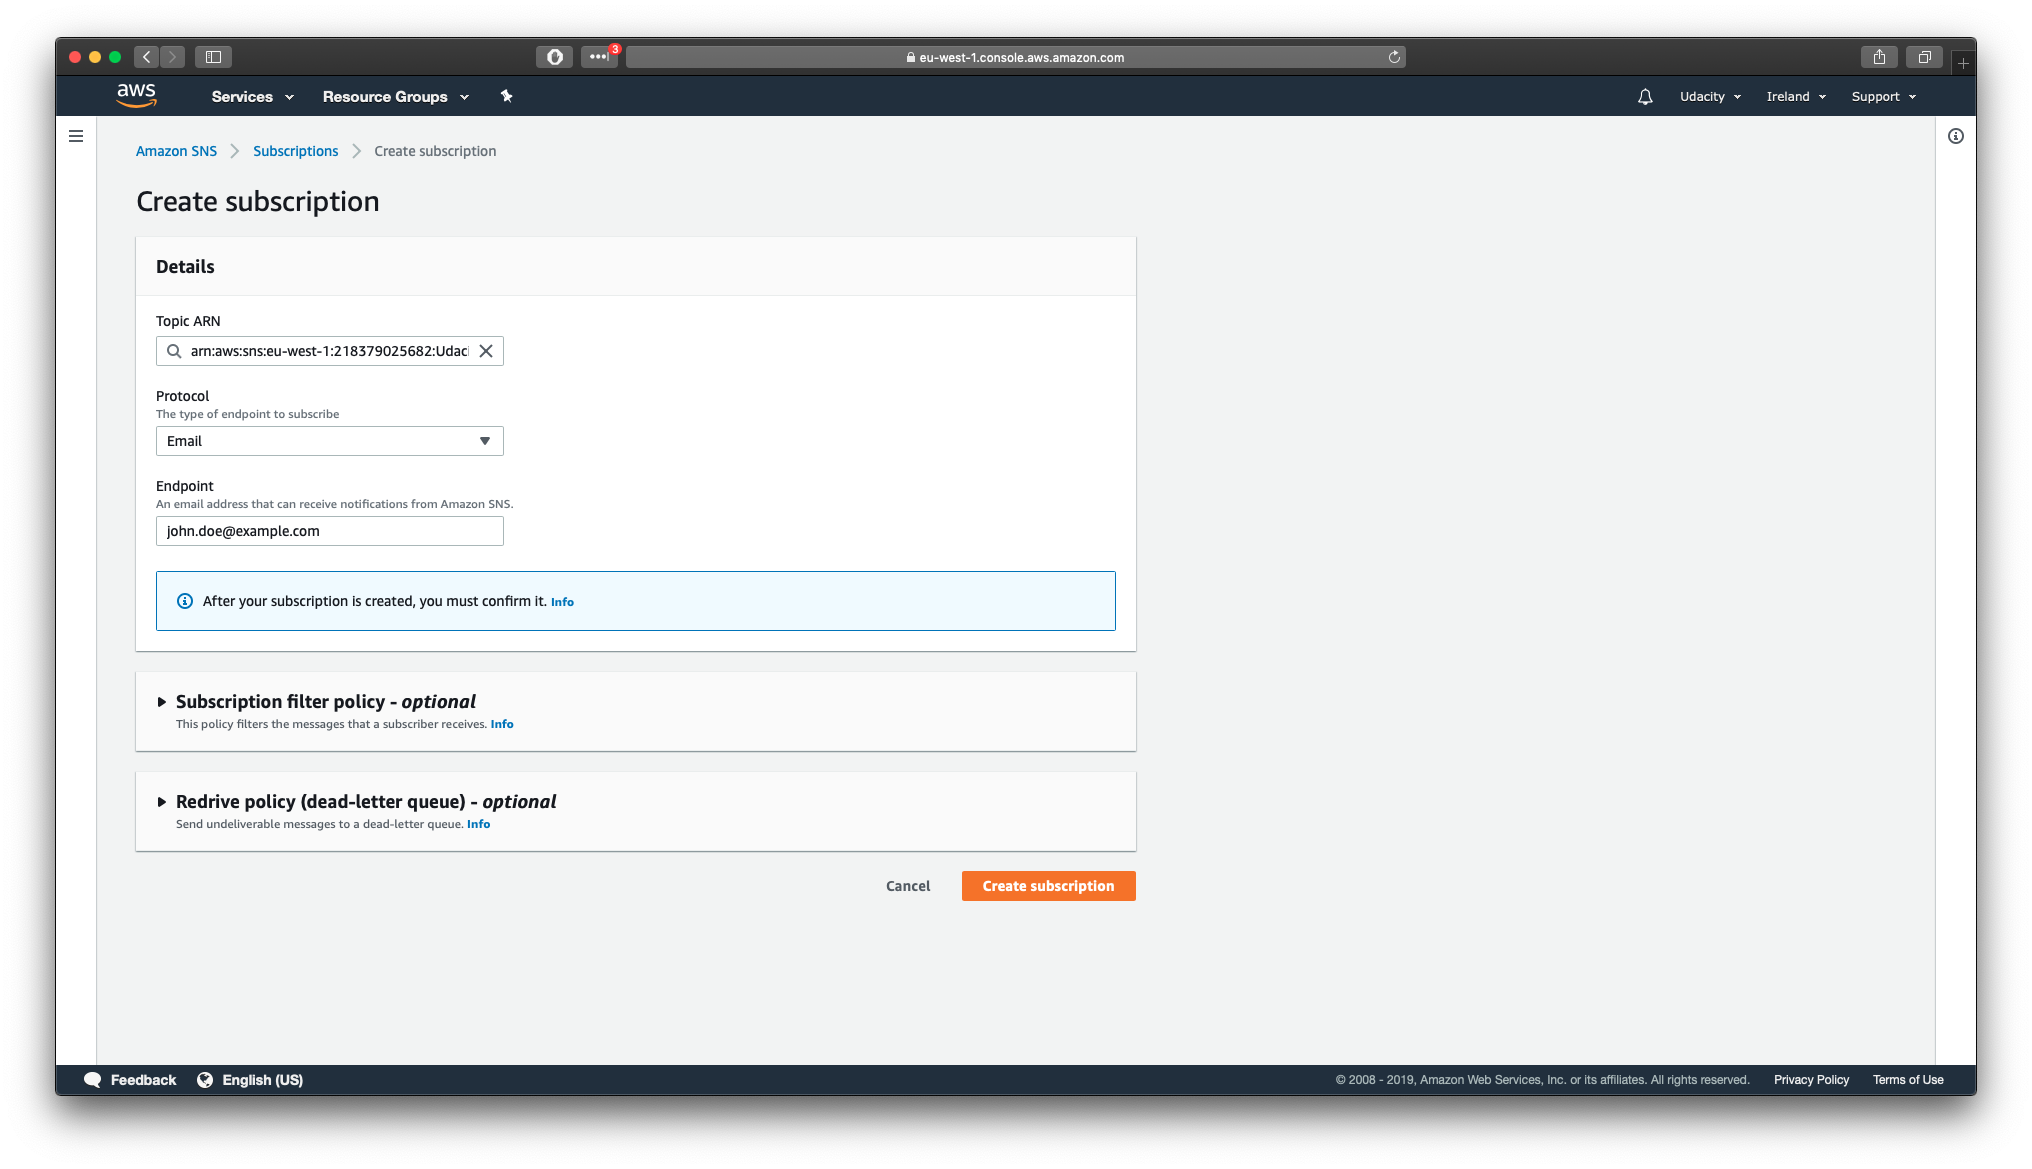 3
eu-west-1.console.aws.amazon.com
aws Services Resource Groups Udacity Ireland Support
Amazon SNS Subscriptions Create subscription
Create subscription
Details
Topic ARN
arn:aws:sns:eu-west-1:218379025682:Udaci
Protocol
The type of endpoint to subscribe
Email
Endpoint
An email address that can receive notifications from Amazon SNS.
john.doe@example.com
After your subscription is created, you must confirm it. Info
Subscription filter policy - optional
This policy filters the messages that a subscriber receives. Info
Redrive policy (dead-letter queue) - optional
Send undeliverable messages to a dead-letter queue. Info
Cancel Create subscription
Feedback English (US) © 2008 - 2019, Amazon Web Services, Inc. or its affiliates. All rights reserved. Privacy Policy Terms of Use